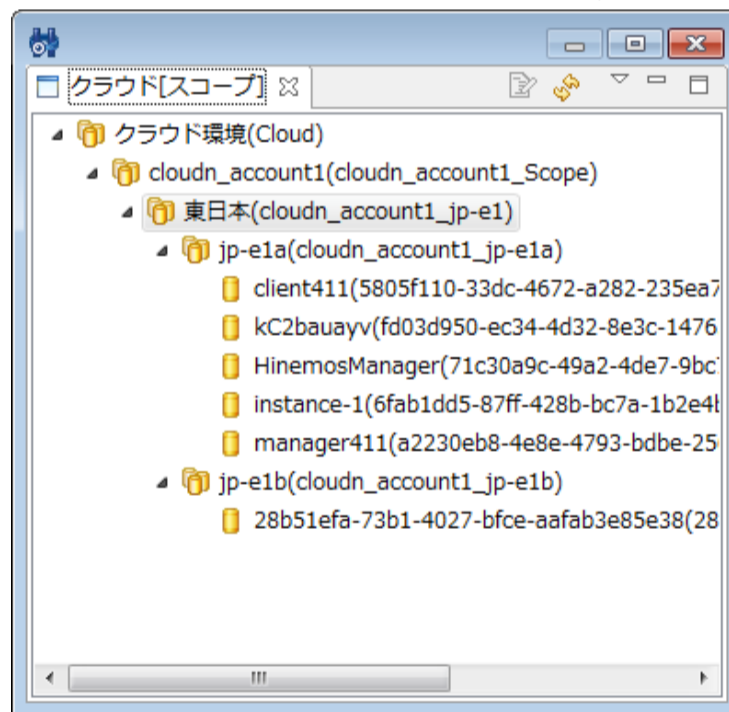 クラウド[スコープ]
クラウド環境(Cloud)
cloudn_account1(cloudn_account1_Scope)
東日本(cloudn_account1_jp-e1)
jp-e1a(cloudn_account1_jp-e1a)
client411(5805f110-33dc-4672-a282-235ea7
kC2bauayv(fd03d950-ec34-4d32-8e3c-1476
HinemosManager(71c30a9c-49a2-4de7-9bc
instance-1(6fab1dd5-87ff-428b-bc7a-1b2e4b
manager411(a2230eb8-4e8e-4793-bdbe-25
jp-e1b(cloudn_account1_jp-e1b)
28b51efa-73b1-4027-bfce-aafab3e85e38(28